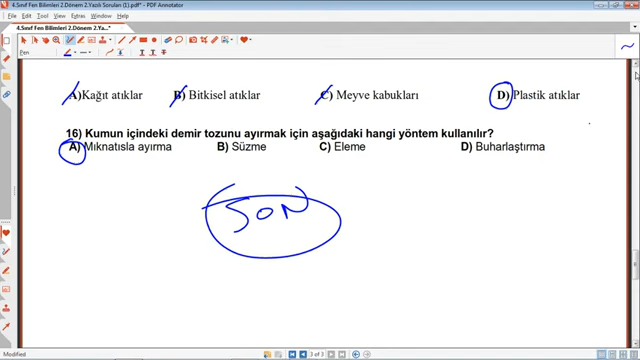 4.Sınıf Fen Bilimleri 2.Dönem 2.Yazılı Soruları (1).pdf* - PDF Annotator
File Edit View Insert Tool Extras Window Help
4.Sınıf Fen Bilimleri 2.Dönem 2.Ya...*
Pen
A)Kağıt atıklar B) Bitkisel atıklar C) Meyve kabukları D) Plastik atıklar
16) Kumun içindeki demir tozunu ayırmak için aşağıdaki hangi yöntem kullanılır?
A) Mıknatısla ayırma B) Süzme C) Eleme D) Buharlaştırma
SON
Modified 3 of 3